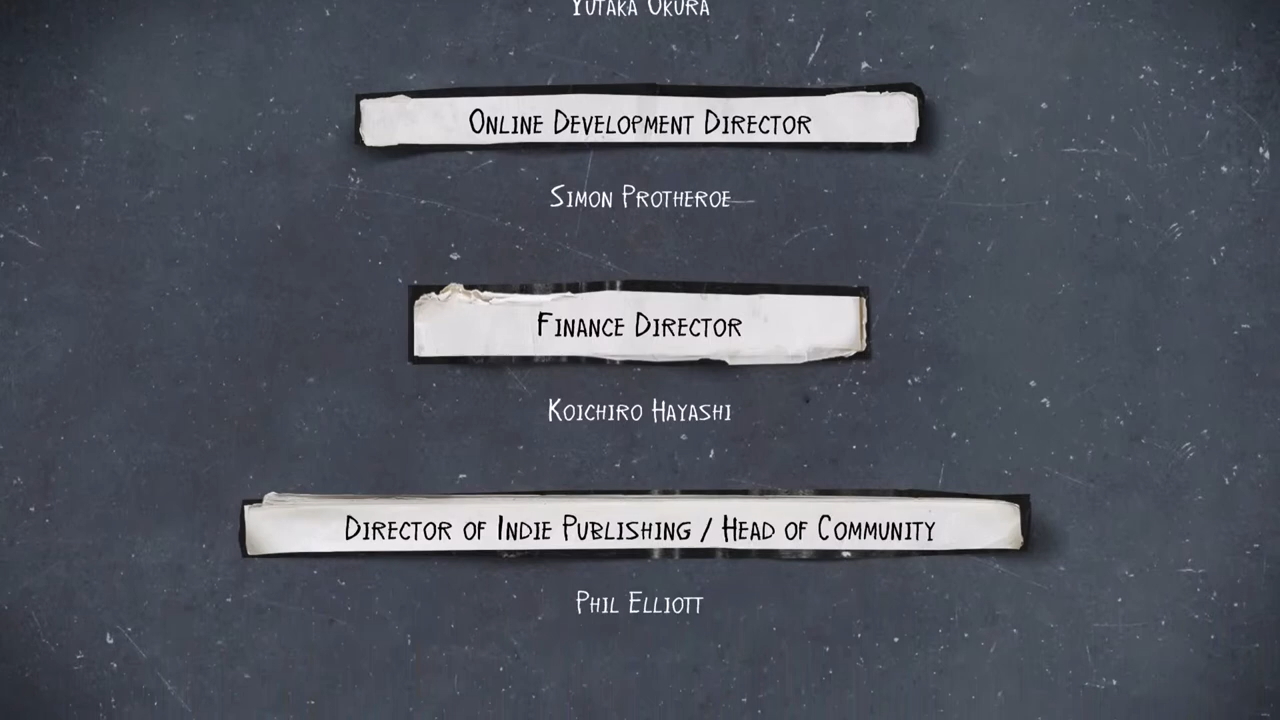 Yutaka Okura
Online Development Director
Simon Protheroe
Finance Director
Koichiro Hayashi
Director of Indie Publishing / Head of Community
Phil Elliott